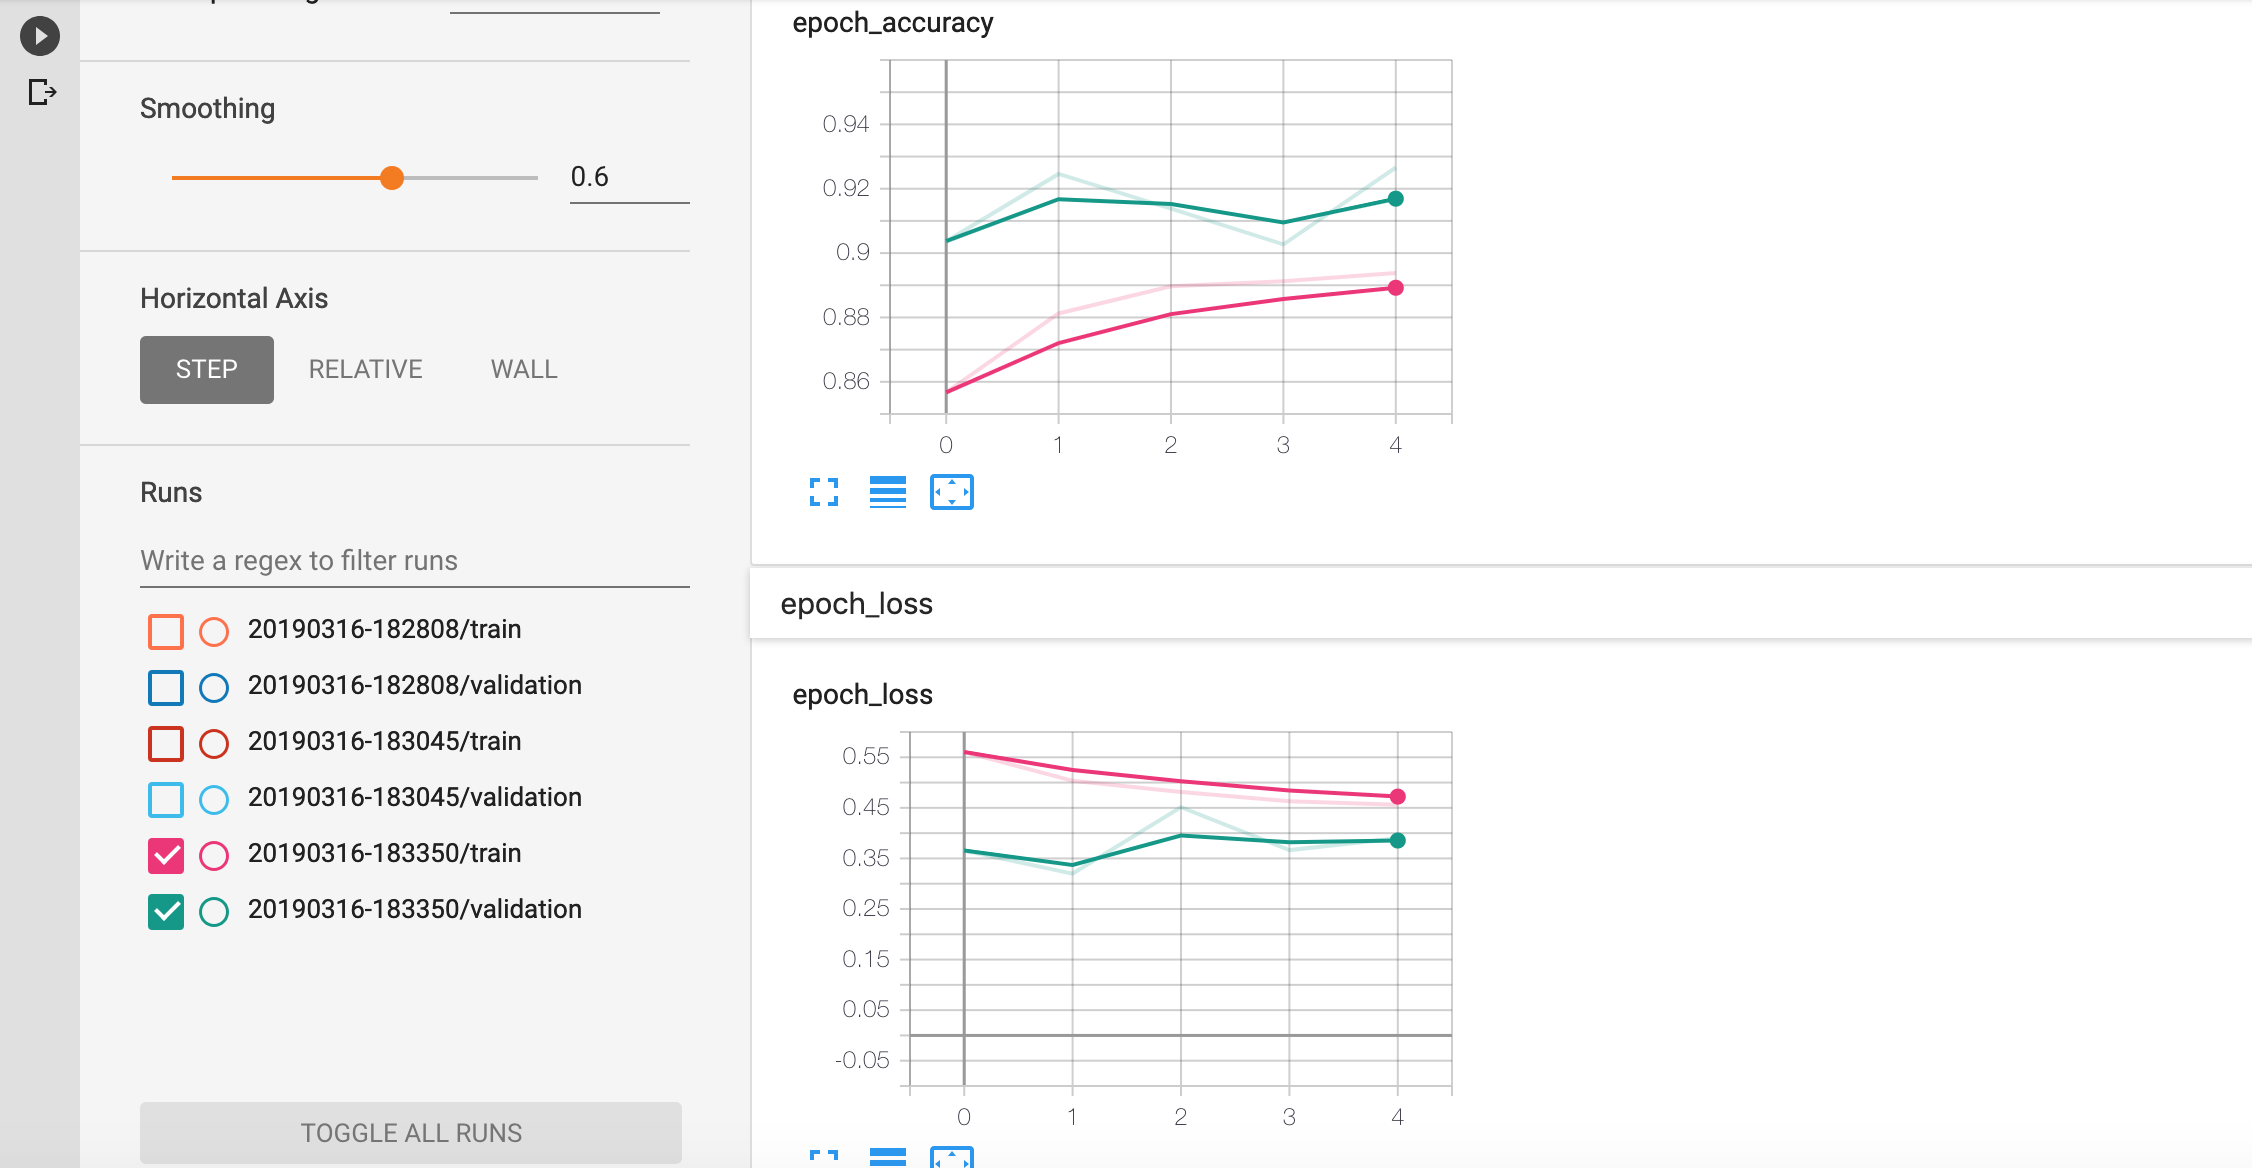 Smoothing
0.6
Horizontal Axis
STEP RELATIVE WALL
Runs
Write a regex to filter runs
20190316-182808/train
20190316-182808/validation
20190316-183045/train
20190316-183045/validation
20190316-183350/train
20190316-183350/validation
TOGGLE ALL RUNS
epoch_accuracy
0.94
0.92
0.9
0.88
0.86
0 1 2 3 4
epoch_loss
epoch_loss
0.55
0.45
0.35
0.25
0.15
0.05
-0.05
0 1 2 3 4